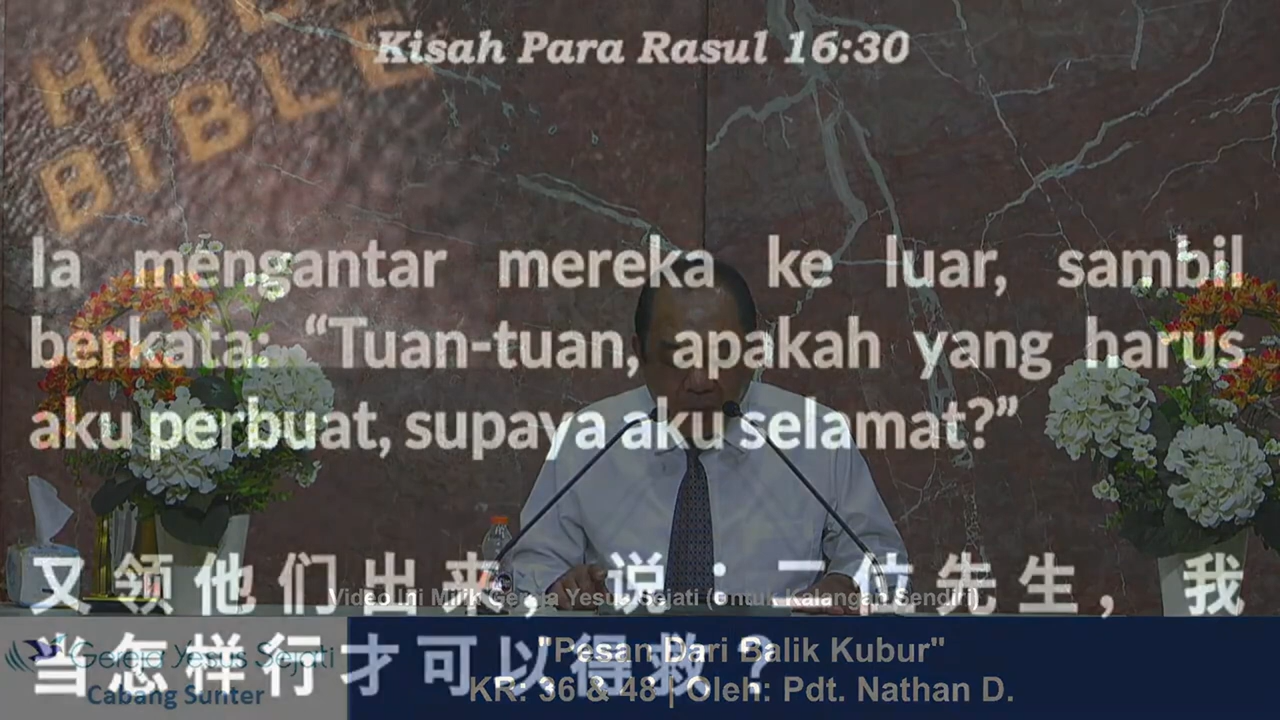 HOLY
BIBLE
Kisah Para Rasul 16:30
Ia mengantar mereka ke luar, sambil
berkata: “Tuan-tuan, apakah yang harus
aku perbuat, supaya aku selamat?”
又领他们出来，说：二位先生，我
当怎样行才可以得救？
Video Ini Milik Gereja Yesus Sejati (Untuk Kalangan Sendiri)
Gereja Yesus Sejati
Cabang Sunter
"Pesan Dari Balik Kubur"
KR: 36 & 48 | Oleh: Pdt. Nathan D.